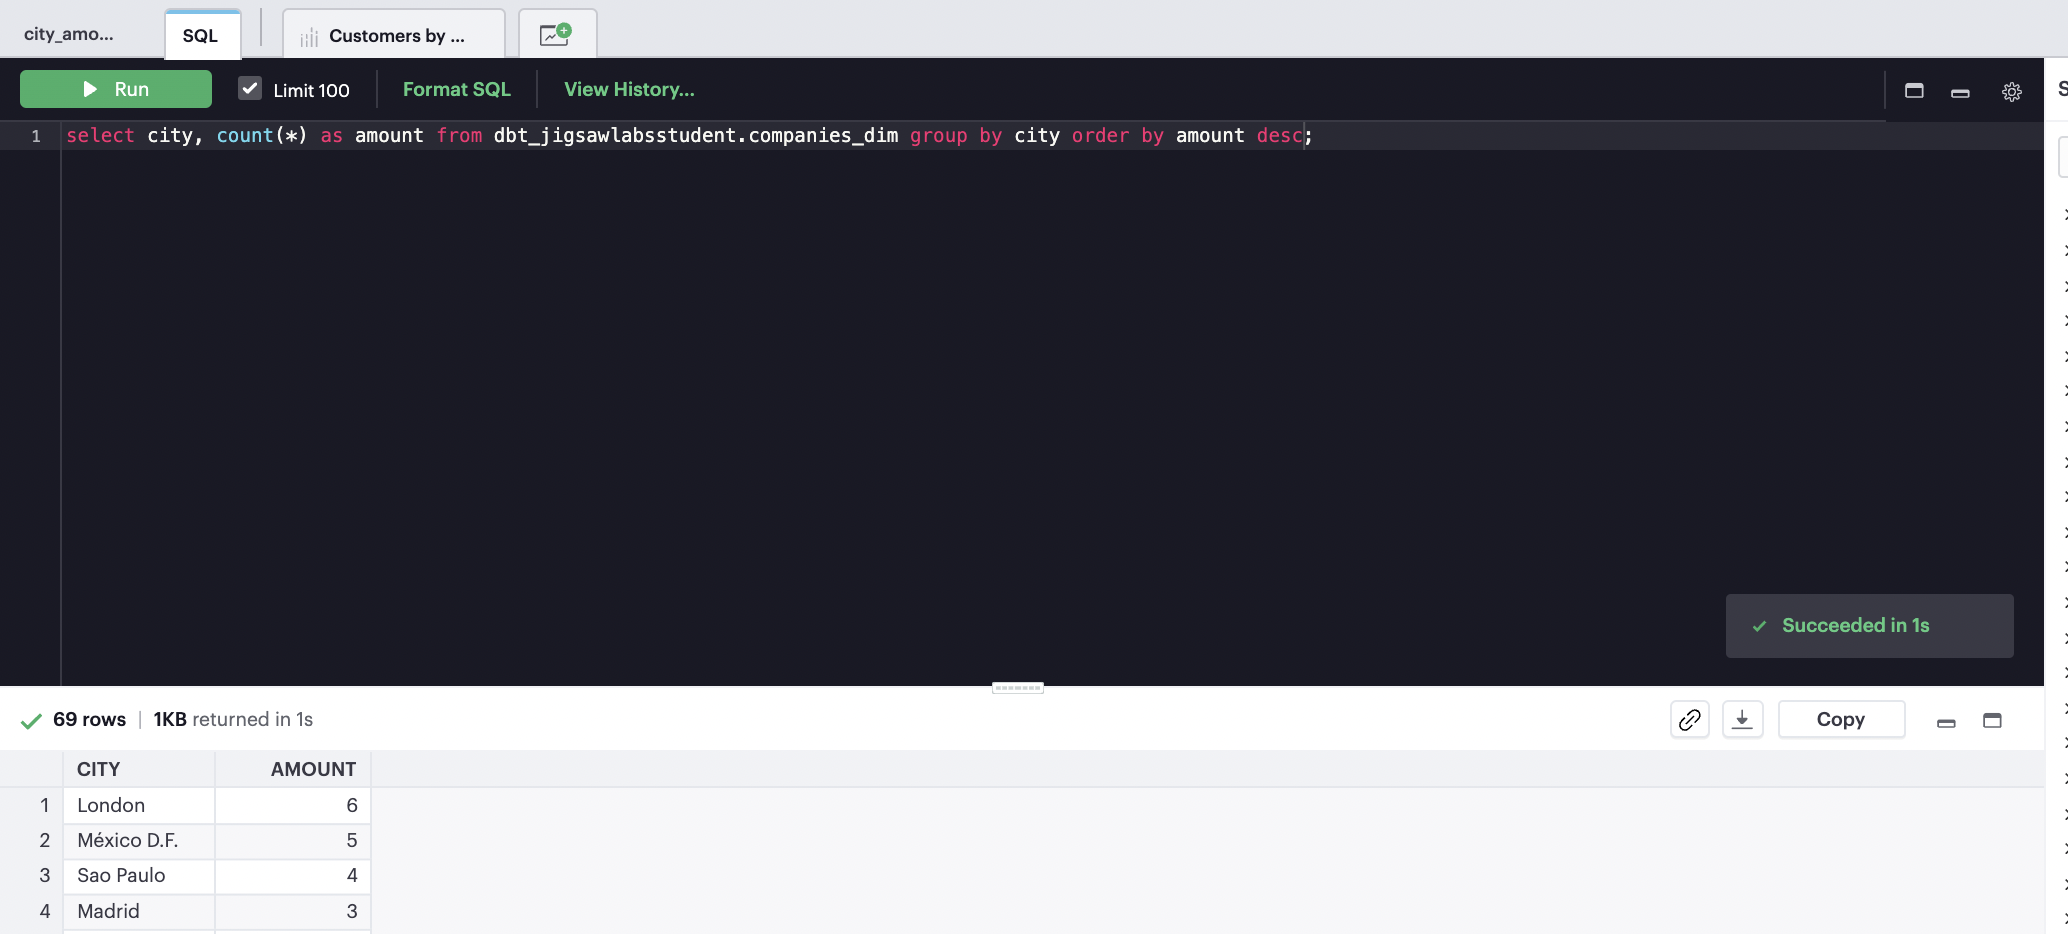 city_amo...
SQL
Customers by ...
Run
Limit 100
Format SQL
View History...
S
1 select city, count(*) as amount from dbt_jigsawlabsstudent.companies_dim group by city order by amount desc;
Succeeded in 1s
69 rows | 1KB returned in 1s
Copy
CITY AMOUNT
1 London 6
2 México D.F. 5
3 Sao Paulo 4
4 Madrid 3